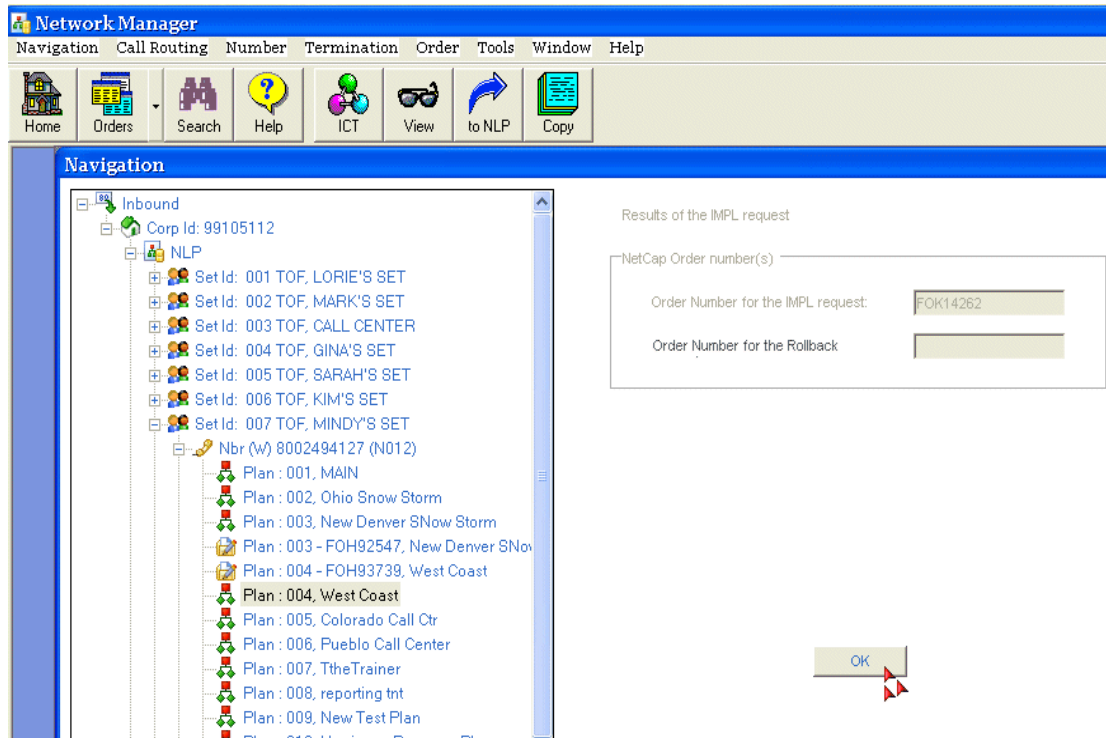 Network Manager
Navigation Call Routing Number Termination Order Tools Window Help
Home Orders Search Help ICT View to NLP Copy
Navigation
Inbound
Corp Id: 99105112
NLP
Set Id: 001 TOF, LORIE'S SET
Set Id: 002 TOF, MARK'S SET
Set Id: 003 TOF, CALL CENTER
Set Id: 004 TOF, GINA'S SET
Set Id: 005 TOF, SARAH'S SET
Set Id: 006 TOF, KIM'S SET
Set Id: 007 TOF, MINDY'S SET
Nbr (W) 8002494127 (N012)
Plan : 001, MAIN
Plan : 002, Ohio Snow Storm
Plan : 003, New Denver SNow Storm
Plan : 003 - FOH92547, New Denver SNov
Plan : 004 - FOH93739, West Coast
Plan : 004, West Coast
Plan : 005, Colorado Call Ctr
Plan : 006, Pueblo Call Center
Plan : 007, TtheTrainer
Plan : 008, reporting tnt
Plan : 009, New Test Plan
Results of the IMPL request
NetCap Order number(s)
Order Number for the IMPL request: FOK14262
Order Number for the Rollback
OK